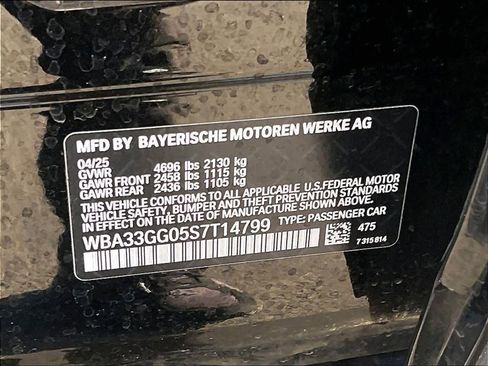 MFD BY BAYERISCHE MOTOREN WERKE AG
04/25
GVWR 4696 lbs 2130 kg
GAWR FRONT 2458 lbs 1115 kg
GAWR REAR 2436 lbs 1105 kg
THIS VEHICLE CONFORMS TO ALL APPLICABLE U.S.FEDERAL MOTOR
VEHICLE SAFETY, BUMPER, AND THEFT PREVENTION STANDARDS
IN EFFECT ON THE DATE OF MANUFACTURE SHOWN ABOVE.
WBA33GG05S7T14799 TYPE: PASSENGER CAR
475
7 315 814